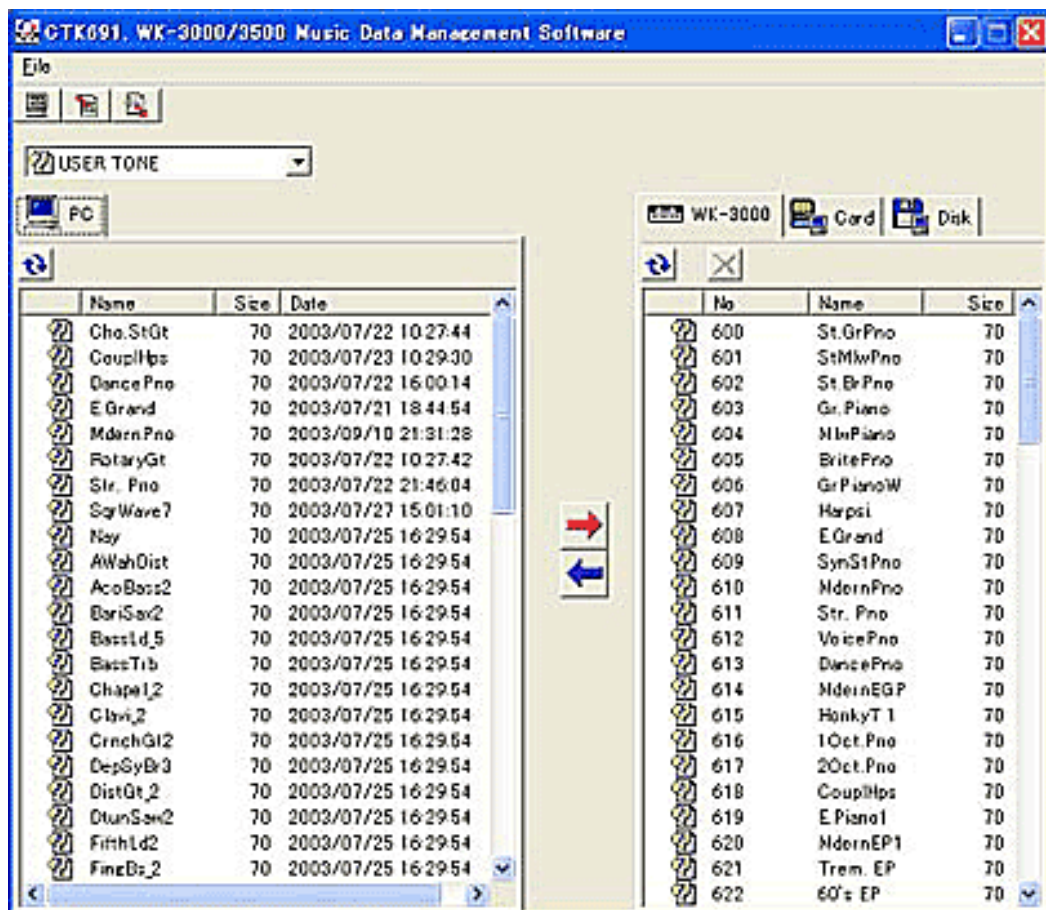 CTK691, WK-3000/3500 Music Data Management Software
File
USER TONE
PC
WK-3000 Card Disk
Name Size Date
Cho.StGt 70 2003/07/22 10:27:44
CouplHps 70 2003/07/23 10:29:30
DancePno 70 2003/07/22 16:00:14
E.Grand 70 2003/07/21 18:44:54
MdernPno 70 2003/09/10 21:31:28
RotaryGt 70 2003/07/22 10:27:42
Str. Pno 70 2003/07/22 21:46:04
SqrWave7 70 2003/07/27 15:01:10
Nay 70 2003/07/25 16:29:54
AWahDist 70 2003/07/25 16:29:54
AcoBass2 70 2003/07/25 16:29:54
BariSax2 70 2003/07/25 16:29:54
BassLd_5 70 2003/07/25 16:29:54
BassTrb 70 2003/07/25 16:29:54
Chapel_2 70 2003/07/25 16:29:54
Clavi_2 70 2003/07/25 16:29:54
CrnchGt2 70 2003/07/25 16:29:54
DepSyBr3 70 2003/07/25 16:29:54
DistGt_2 70 2003/07/25 16:29:54
DtunSaw2 70 2003/07/25 16:29:54
FifthLd2 70 2003/07/25 16:29:54
FingBs_2 70 2003/07/25 16:29:54
No Name Size
600 St.GrPno 70
601 StMlwPno 70
602 St.BrPno 70
603 Gr.Piano 70
604 MlwPiano 70
605 BritePno 70
606 GrPianoW 70
607 Harpsi. 70
608 E.Grand 70
609 SynStPno 70
610 MdernPno 70
611 Str. Pno 70
612 VoicePno 70
613 DancePno 70
614 MdernEGP 70
615 HonkyT 1 70
616 1Oct.Pno 70
617 2Oct.Pno 70
618 CouplHps 70
619 E.Piano1 70
620 MdernEP1 70
621 Trem. EP 70
622 60's EP 70